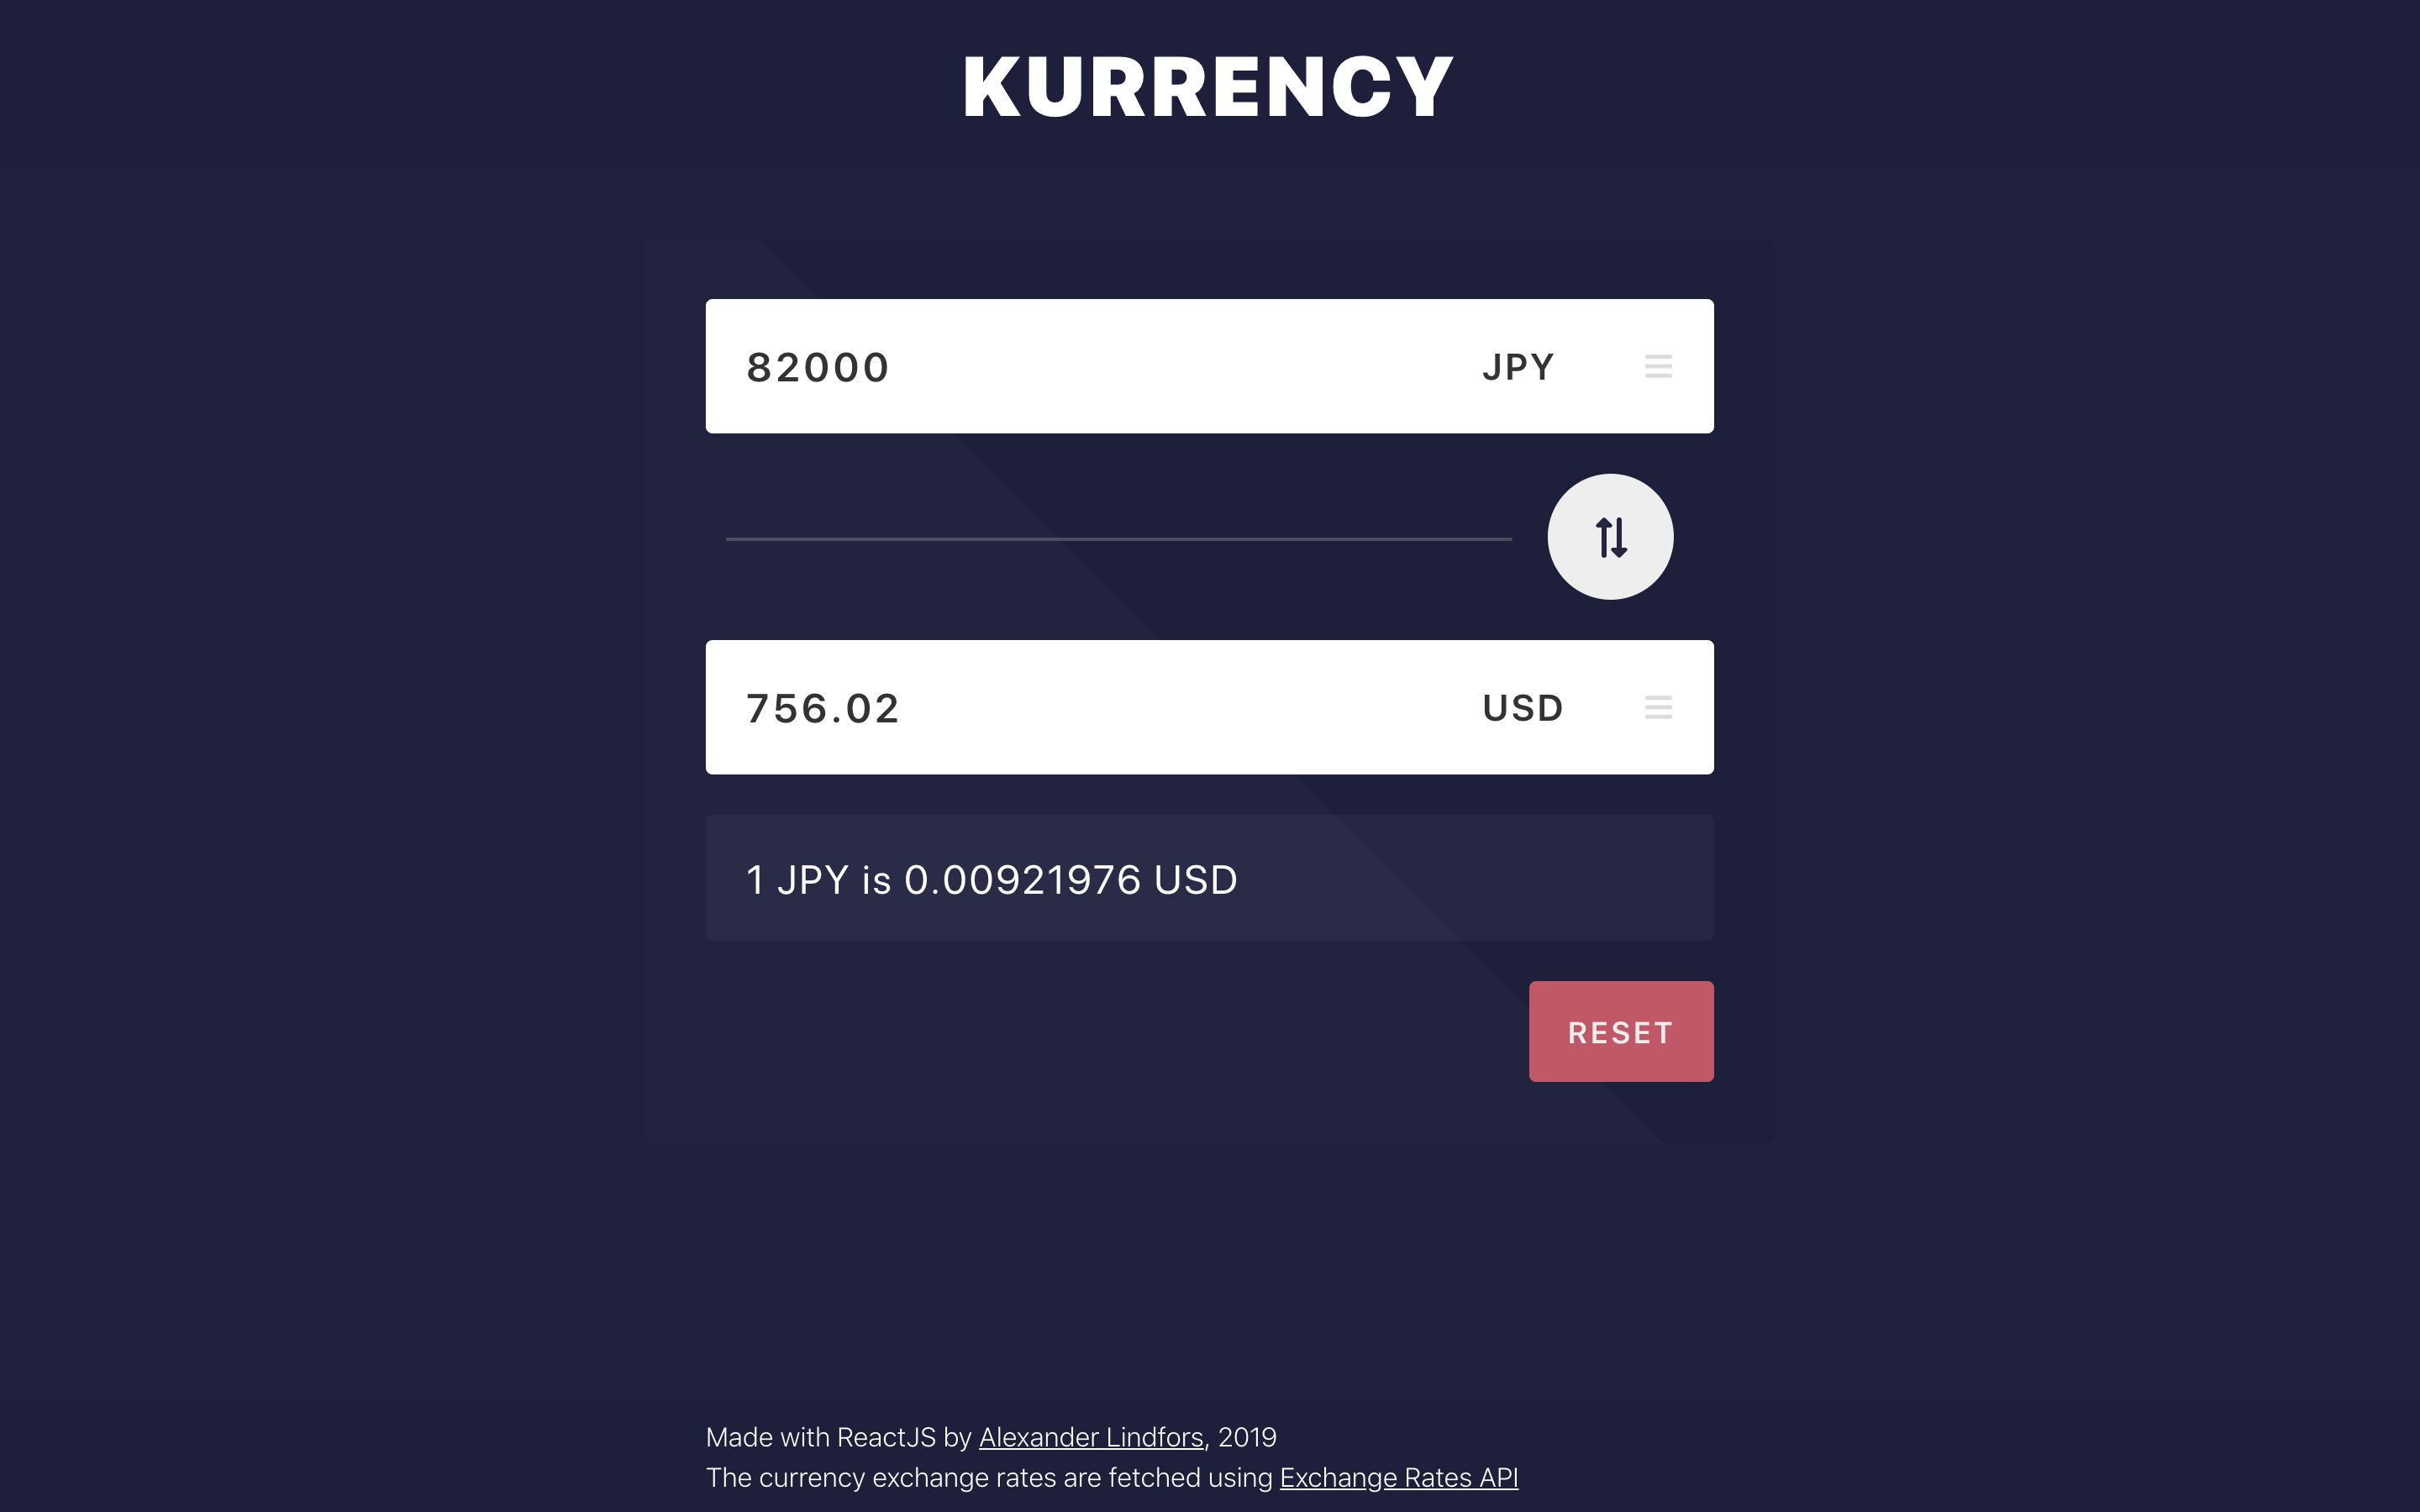 KURRENCY
82000 JPY
756.02 USD
1 JPY is 0.00921976 USD
RESET
Made with ReactJS by Alexander Lindfors, 2019
The currency exchange rates are fetched using Exchange Rates API